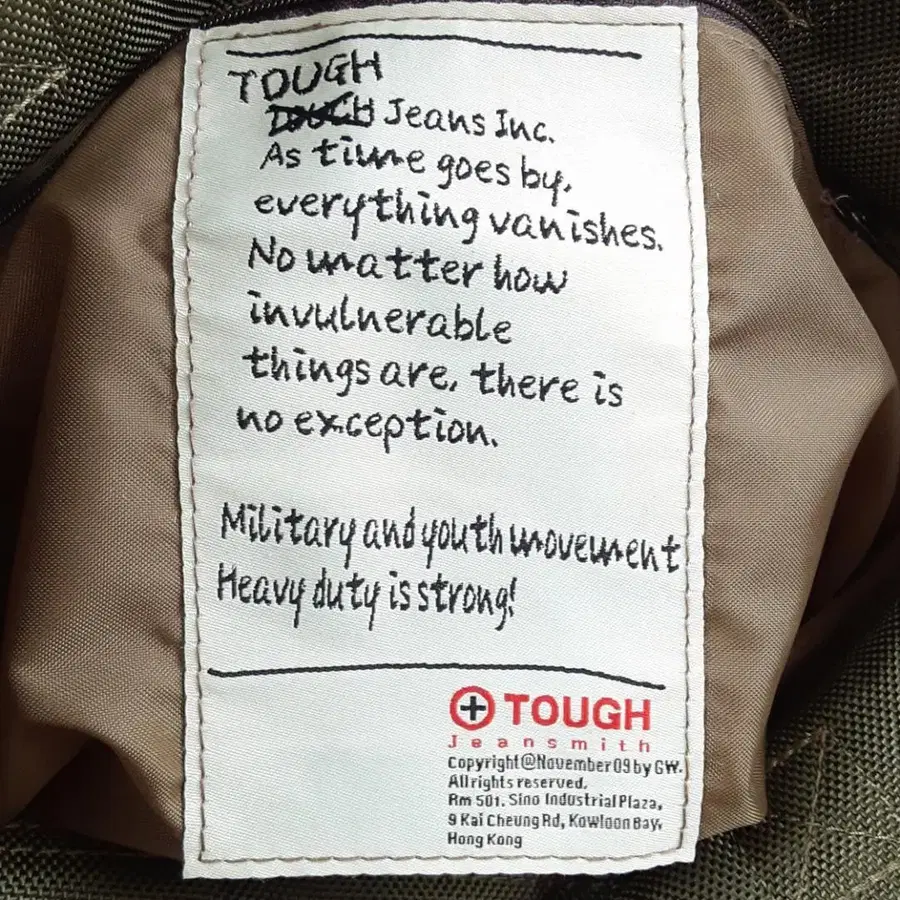 TOUGH
Jeans Inc.
As time goes by,
everything vanishes.
No matter how
invulnerable
things are, there is
no exception.
Military and youth movement
Heavy duty is strong!
TOUGH
Jeansmith
Copyright@November 09 by GW.
All rights reserved.
Rm 501. Sino Industrial Plaza,
9 Kai Cheung Rd, Kowloon Bay,
Hong Kong